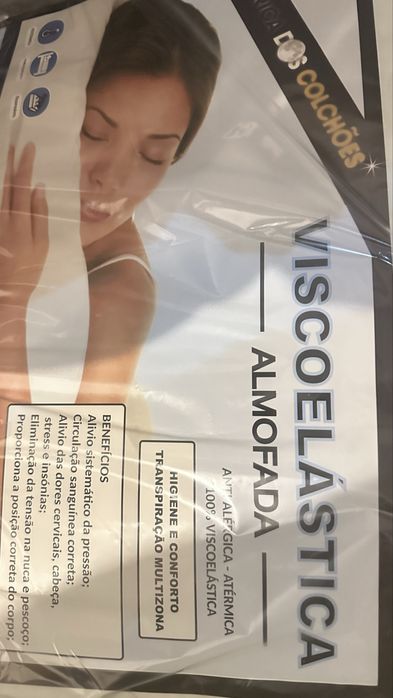 RICA DOS COLCHÕES
VISCOELÁSTICA
ALMOFADA
ANTI ALÉRGICA - ATÉRMICA
100% VISCOELÁSTICA
HIGIENE E CONFORTO
TRANSPIRAÇÃO MULTIZONA
BENEFÍCIOS
Alívio sistemático da pressão;
Circulação sanguínea correta;
Alivio das dores cervicais, cabeça,
stress e insónias;
Eliminação da tensão na nuca e pescoço;
Proporciona a posição correta do corpo;